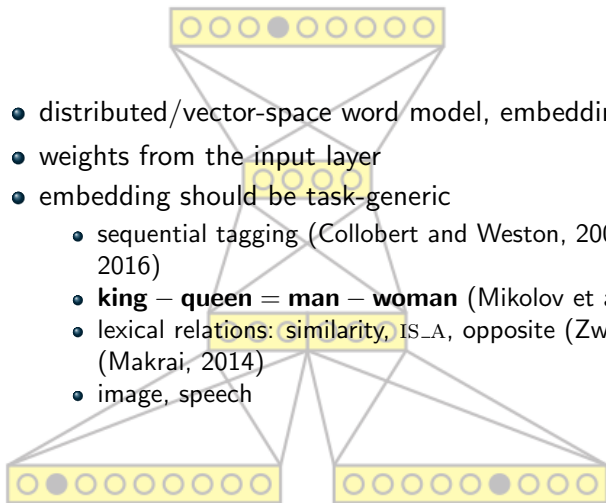 distributed/vector-space word model, embeddin
weights from the input layer
embedding should be task-generic
sequential tagging (Collobert and Weston, 200
2016)
king − queen = man − woman (Mikolov et a
lexical relations: similarity, IS_A, opposite (Zw
(Makrai, 2014)
image, speech